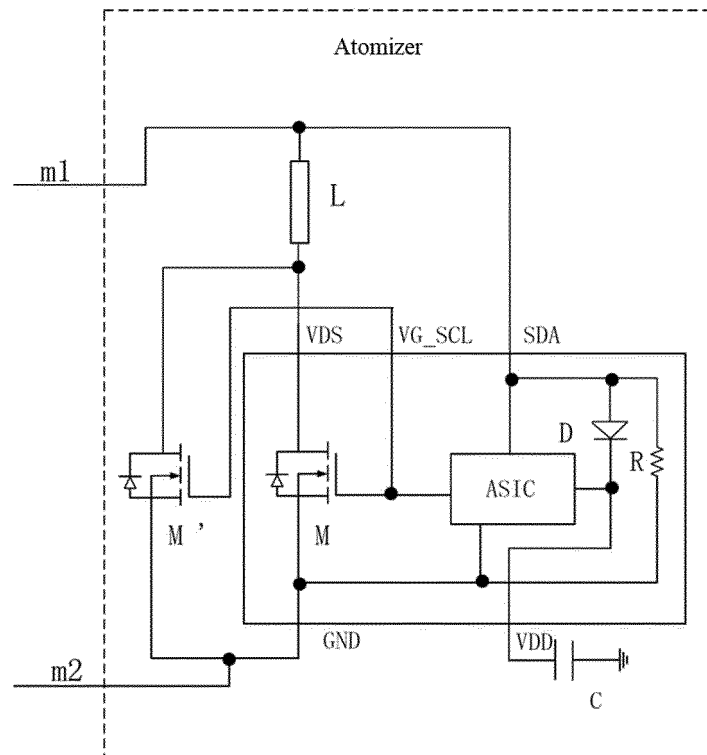 Atomizer
m1
L
VDS VG_SCL SDA
D
R
ASIC
M '
M
GND
VDD
m2
C